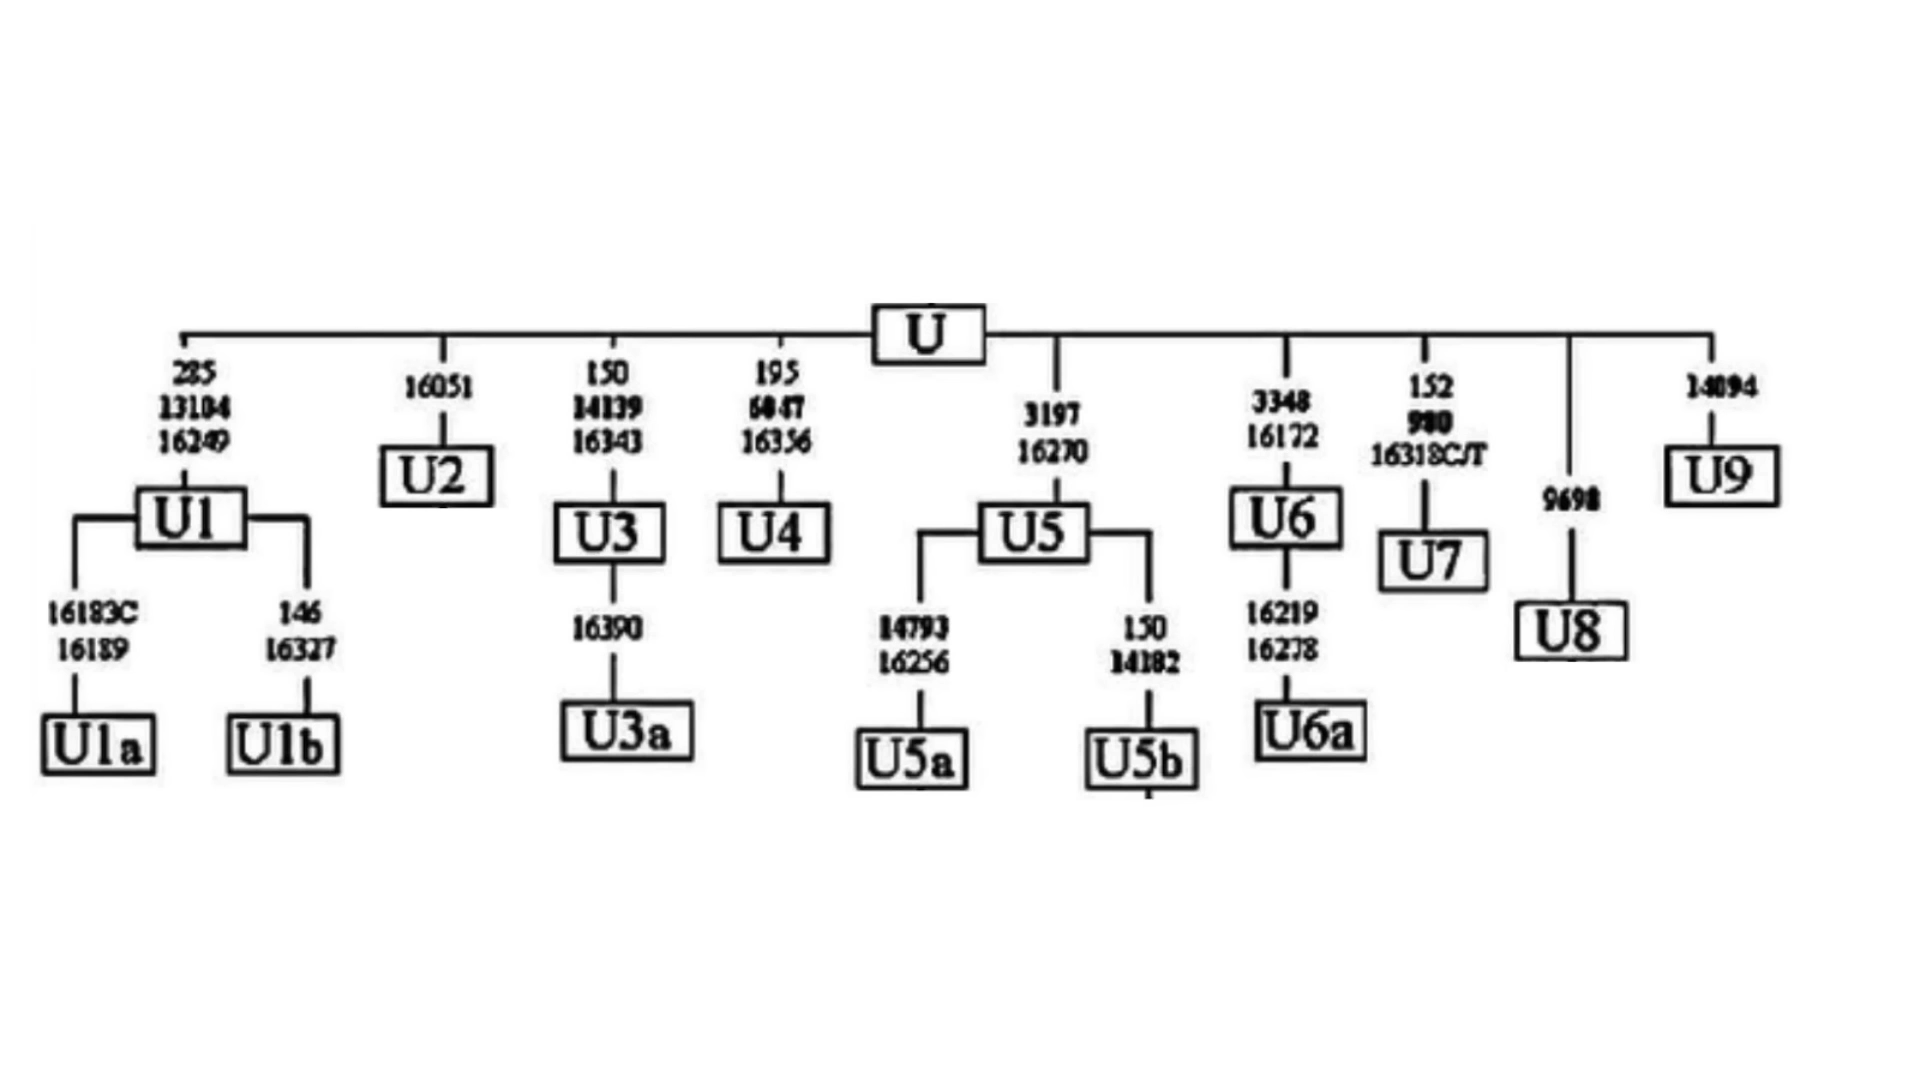 U
285
13104
16249
16051
150
14139
16343
195
6047
16356
3197
16270
3348
16172
152
980
16318C/T
9698
14094
U1
U2
U3
U4
U5
U6
U7
U8
U9
16183C
16189
146
16327
16390
14793
16256
150
14182
16219
16278
U1a
U1b
U3a
U5a
U5b
U6a